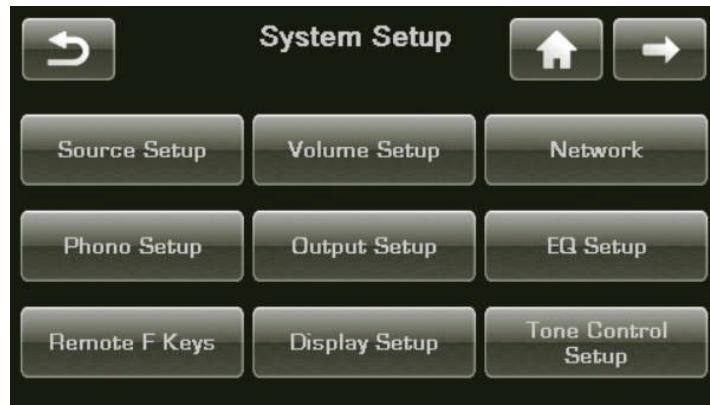 System Setup
Source Setup
Volume Setup
Network
Phono Setup
Output Setup
EQ Setup
Remote F Keys
Display Setup
Tone Control
Setup